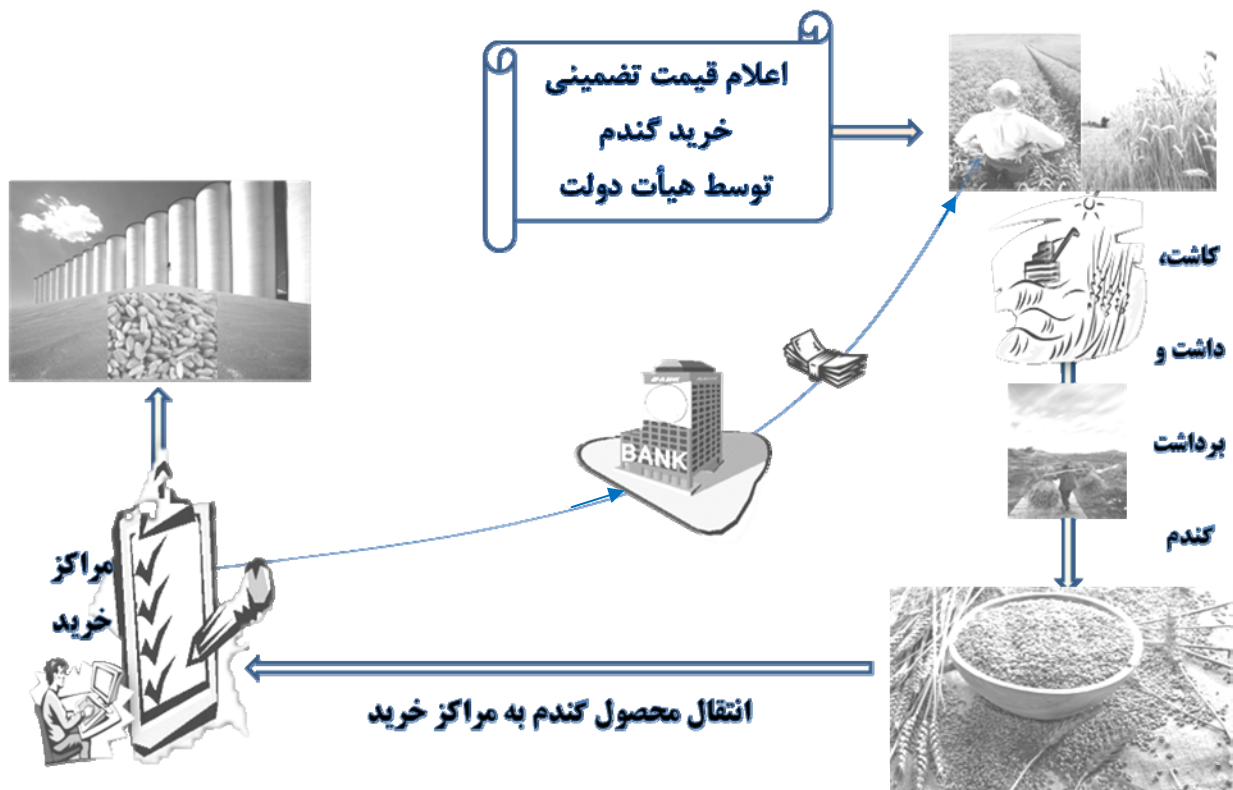 اعلام قیمت تضمینی
خرید گندم
توسط هیأت دولت
کاشت،
داشت و
برداشت
گندم
BANK
BANK
مراکز
خرید
انتقال محصول گندم به مراکز خرید